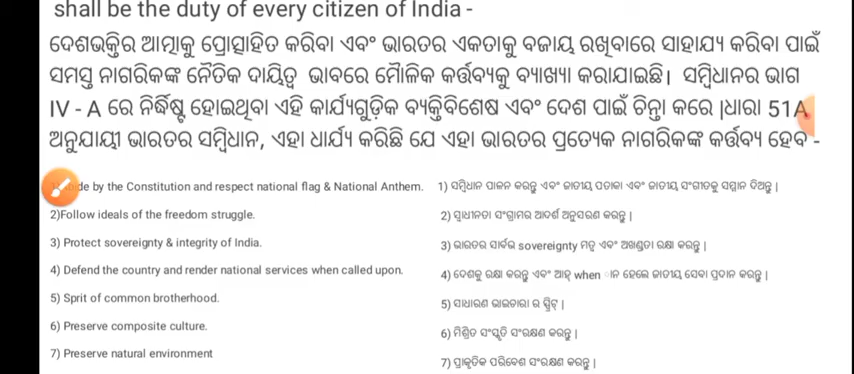 shall be the duty of every citizen of India -
ଦେଶଭକ୍ତିର ଆତ୍ମାକୁ ପ୍ରୋତ୍ସାହିତ କରିବା ଏବଂ ଭାରତର ଏକତାକୁ ବଜାୟ ରଖିବାରେ ସାହାଯ୍ୟ କରିବା ପାଇଁ
ସମସ୍ତ ନାଗରିକଙ୍କ ନୈତିକ ଦାୟିତ୍ୱ ଭାବରେ ମୌଳିକ କର୍ତ୍ତବ୍ୟକୁ ବ୍ୟାଖ୍ୟା କରାଯାଇଛି। ସମ୍ବିଧାନର ଭାଗ
IV - A ରେ ନିର୍ଦ୍ଦିଷ୍ଟ ହୋଇଥିବା ଏହି କାର୍ଯ୍ୟଗୁଡ଼ିକ ବ୍ୟକ୍ତିବିଶେଷ ଏବଂ ଦେଶ ପାଇଁ ଚିନ୍ତା କରେ |ଧାରା 51A
ଅନୁଯାୟୀ ଭାରତର ସମ୍ବିଧାନ, ଏହା ଧାର୍ଯ୍ୟ କରିଛି ଯେ ଏହା ଭାରତର ପ୍ରତ୍ୟେକ ନାଗରିକଙ୍କ କର୍ତ୍ତବ୍ୟ ହେବ -
by the Constitution and respect national flag & National Anthem.
2)Follow ideals of the freedom struggle.
3) Protect sovereignty & integrity of India.
4) Defend the country and render national services when called upon.
5) Sprit of common brotherhood.
6) Preserve composite culture.
7) Preserve natural environment
1) ସମ୍ବିଧାନ ପାଳନ କରନ୍ତୁ ଏବଂ ଜାତୀୟ ପତାକା ଏବଂ ଜାତୀୟ ସଂଗୀତକୁ ସମ୍ମାନ ଦିଅନ୍ତୁ |
2) ସ୍ୱାଧୀନତା ସଂଗ୍ରାମର ଆଦର୍ଶ ଅନୁସରଣ କରନ୍ତୁ |
3) ଭାରତର ସାର୍ବଭ sovereignty ମତ୍ୱ ଏବଂ ଅଖଣ୍ଡତା ରକ୍ଷା କରନ୍ତୁ |
4) ଦେଶକୁ ରକ୍ଷା କରନ୍ତୁ ଏବଂ ଆହ୍ when ାନ ହେଲେ ଜାତୀୟ ସେବା ପ୍ରଦାନ କରନ୍ତୁ |
5) ସାଧାରଣ ଭାଇଚାରା ର ସ୍ପ୍ରିଟ୍ |
6) ମିଶ୍ରିତ ସଂସ୍କୃତି ସଂରକ୍ଷଣ କରନ୍ତୁ |
7) ପ୍ରାକୃତିକ ପରିବେଶ ସଂରକ୍ଷଣ କରନ୍ତୁ |